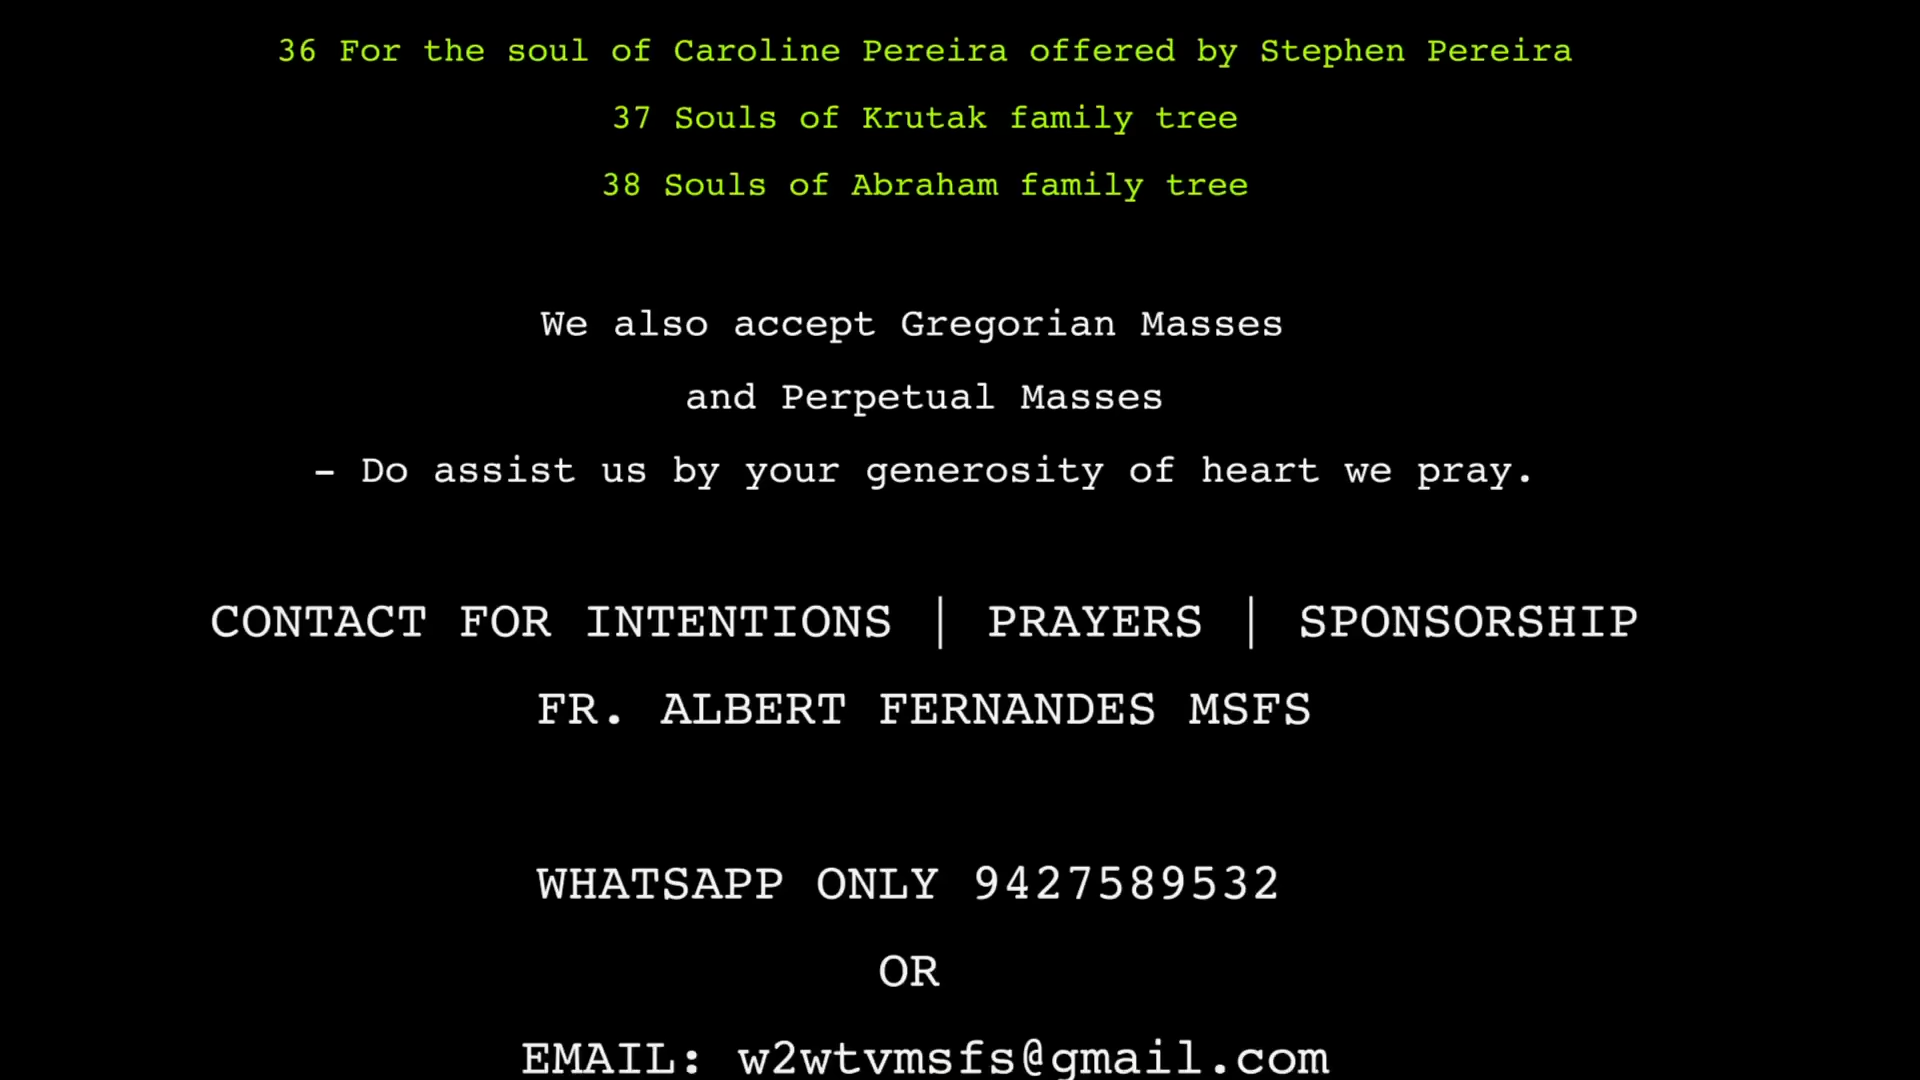 36 For the soul of Caroline Pereira offered by Stephen Pereira
37 Souls of Krutak family tree
38 Souls of Abraham family tree
We also accept Gregorian Masses
and Perpetual Masses
- Do assist us by your generosity of heart we pray.
CONTACT FOR INTENTIONS | PRAYERS | SPONSORSHIP
FR. ALBERT FERNANDES MSFS
WHATSAPP ONLY 9427589532
OR
EMAIL: w2wtvmsfs@gmail.com